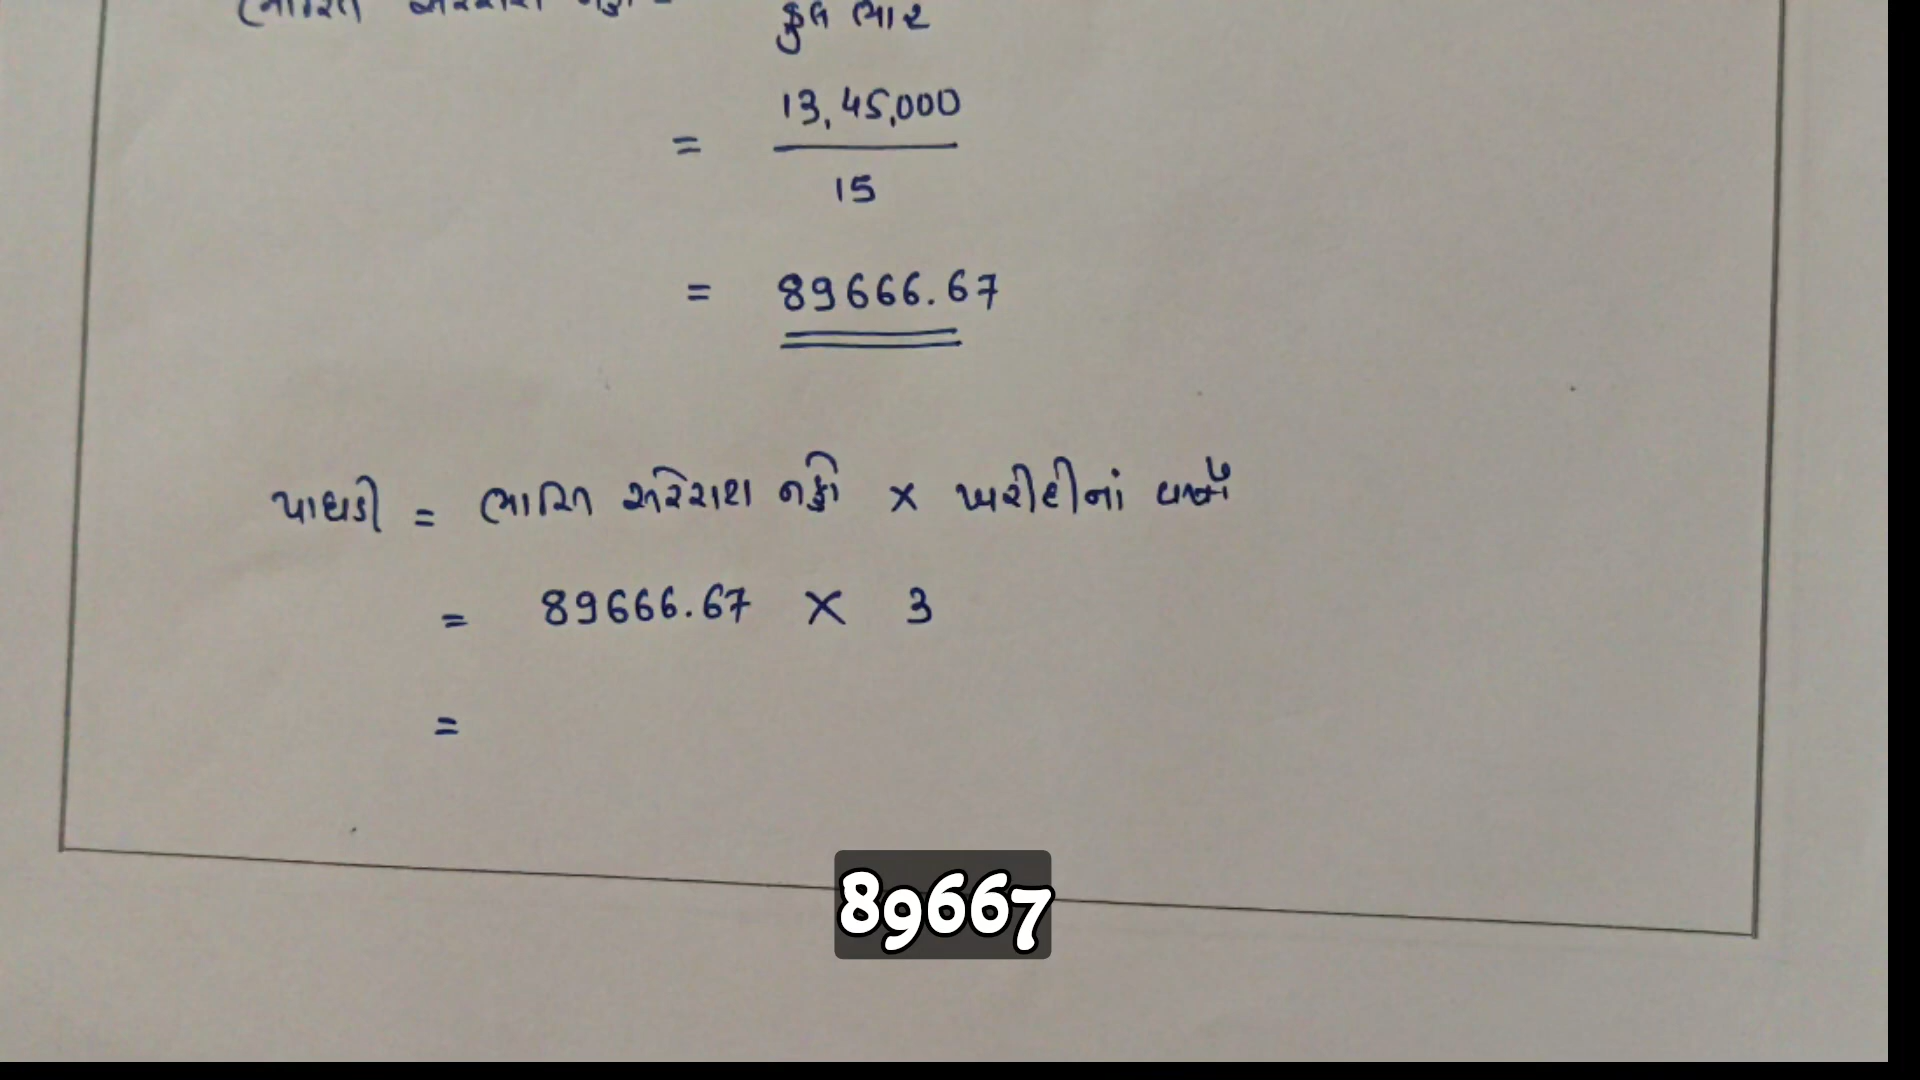 કુલ ભાર
= 13,45,000
15
= 89666.67
પાઘડી = ભારિત સરેરાશ નફો × ખરીદીનાં વર્ષો
= 89666.67 × 3
=
89667